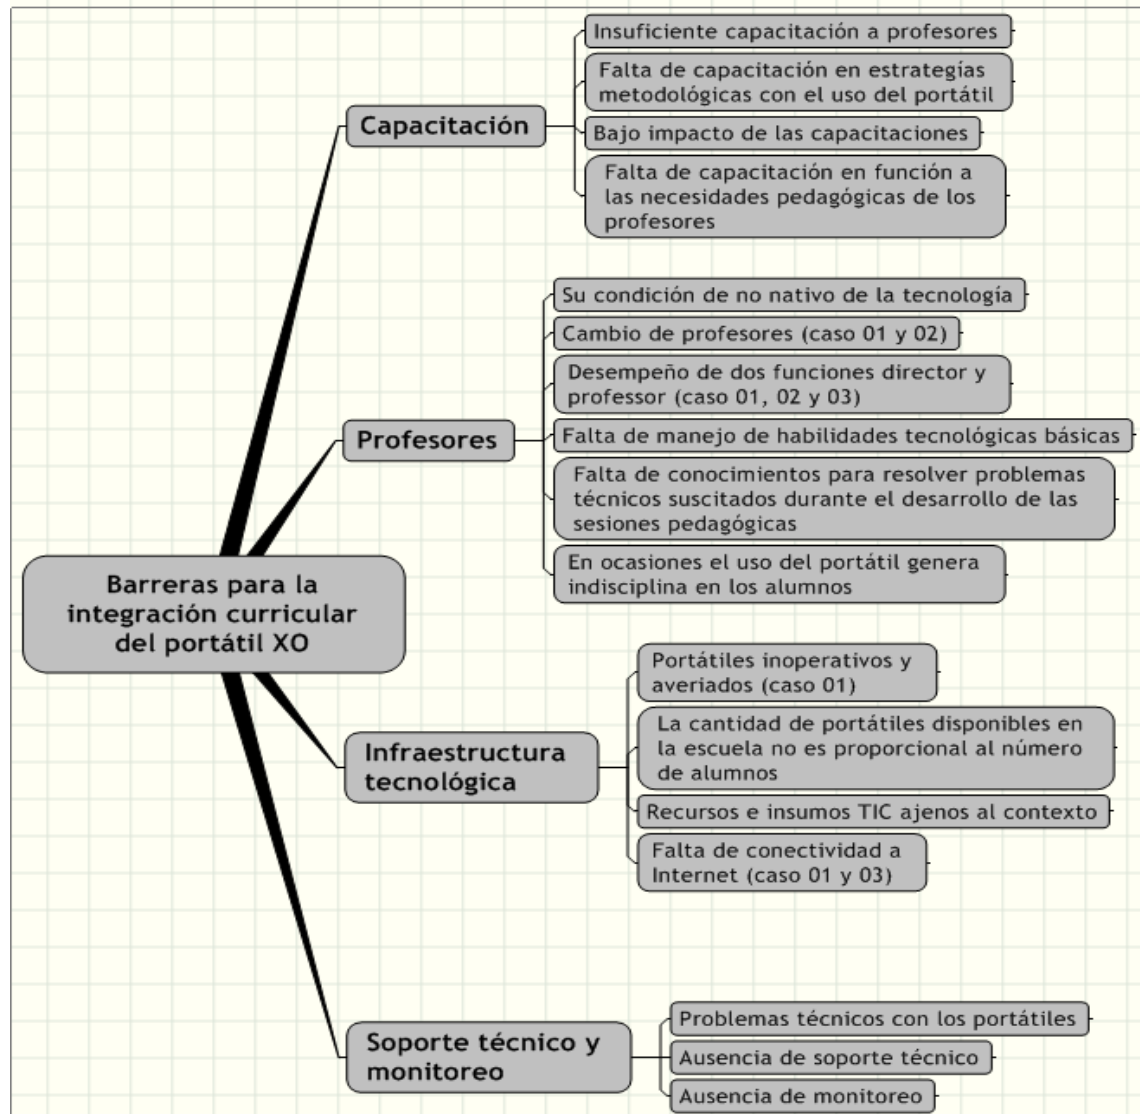 Barreras para la
integración curricular
del portátil XO
Capacitación
Insuficiente capacitación a profesores
Falta de capacitación en estrategías
metodológicas con el uso del portátil
Bajo impacto de las capacitaciones
Falta de capacitación en función a
las necesidades pedagógicas de los
profesores
Profesores
Su condición de no nativo de la tecnología
Cambio de profesores (caso 01 y 02)
Desempeño de dos funciones director y
professor (caso 01, 02 y 03)
Falta de manejo de habilidades tecnológicas básicas
Falta de conocimientos para resolver problemas
técnicos suscitados durante el desarrollo de las
sesiones pedagógicas
En ocasiones el uso del portátil genera
indisciplina en los alumnos
Infraestructura
tecnológica
Portátiles inoperativos y
averiados (caso 01)
La cantidad de portátiles disponibles en
la escuela no es proporcional al número
de alumnos
Recursos e insumos TIC ajenos al contexto
Falta de conectividad a
Internet (caso 01 y 03)
Soporte técnico y
monitoreo
Problemas técnicos con los portátiles
Ausencia de soporte técnico
Ausencia de monitoreo